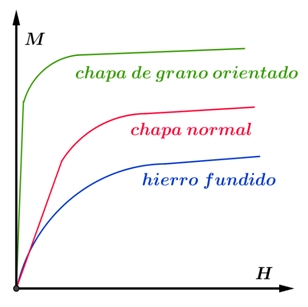 M
chapa de grano orientado
chapa normal
hierro fundido
H